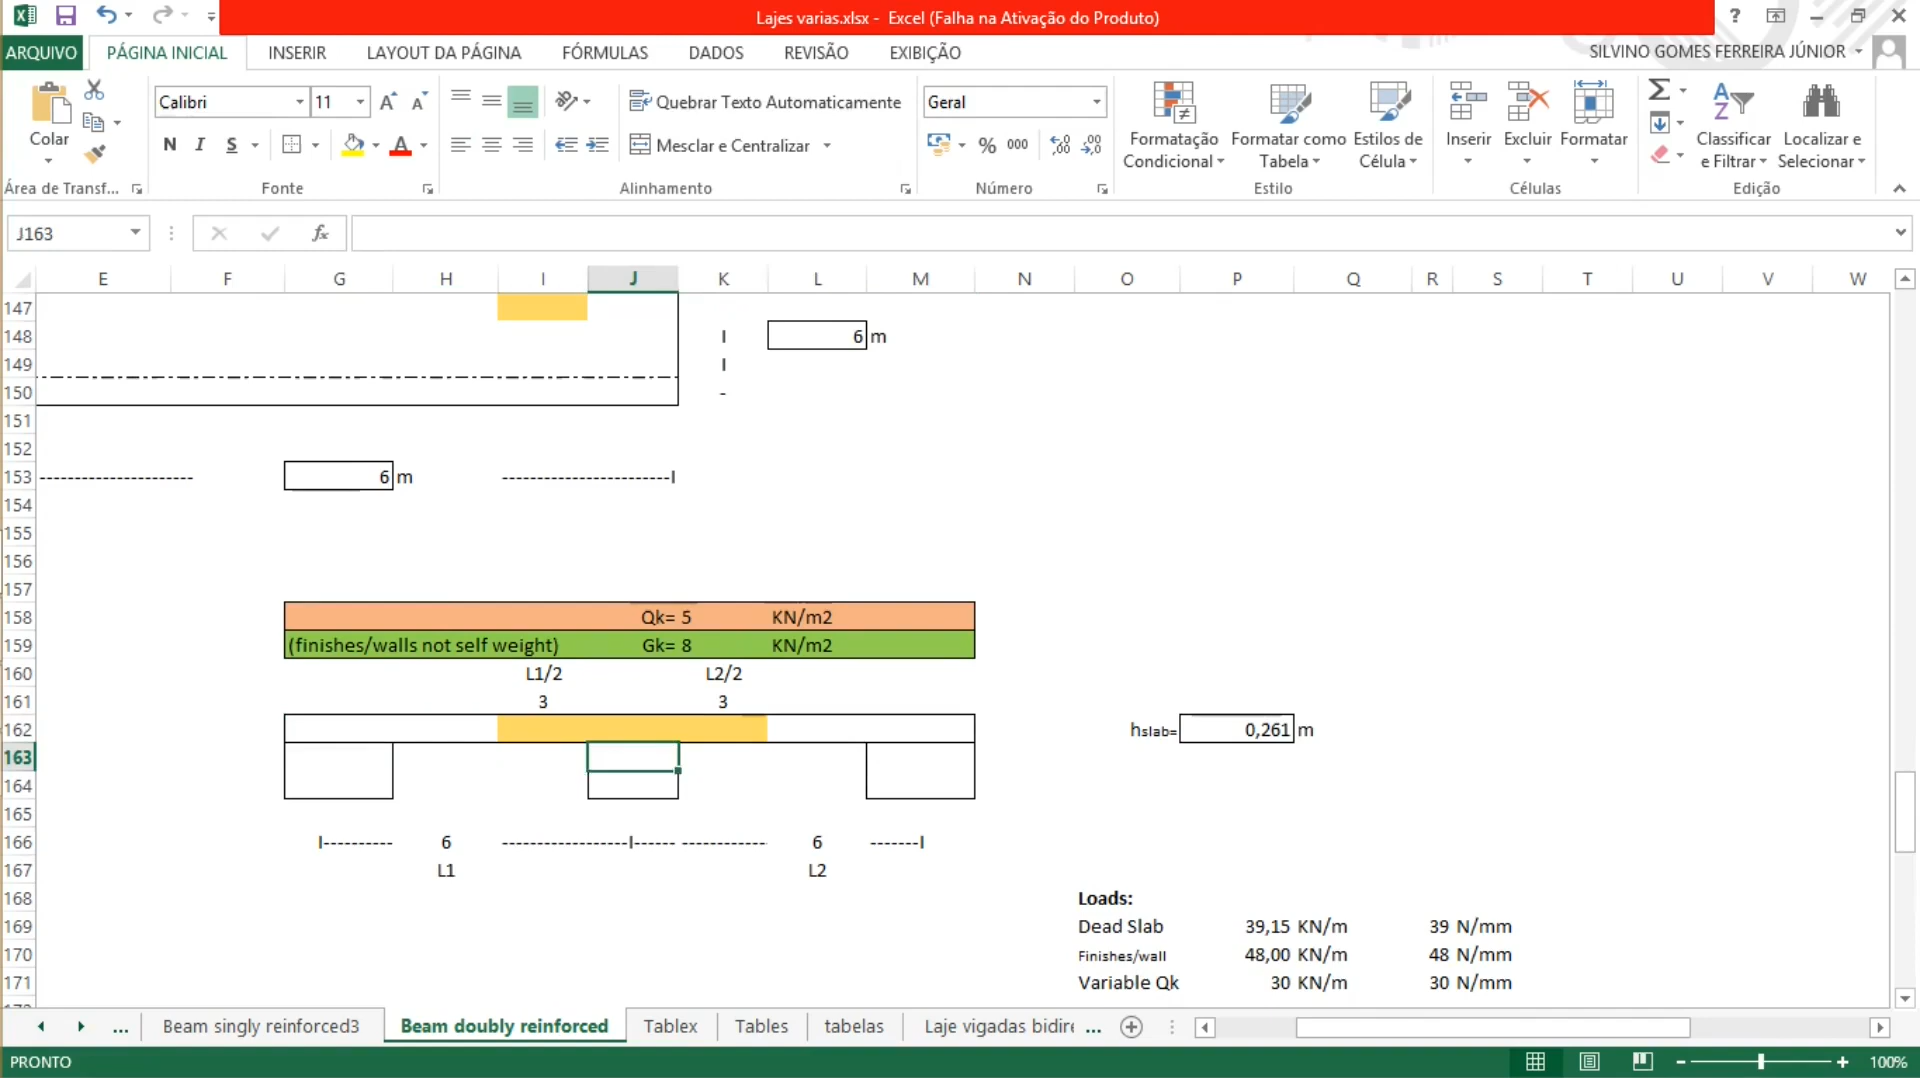 Lajes varias.xlsx - Excel (Falha na Ativação do Produto)
ARQUIVO PÁGINA INICIAL INSERIR LAYOUT DA PÁGINA FÓRMULAS DADOS REVISÃO EXIBIÇÃO SILVINO GOMES FERREIRA JÚNIOR
Colar
Calibri 11
N I S
Quebrar Texto Automaticamente
Mesclar e Centralizar
Geral
% 000
Formatação Condicional
Formatar como Tabela
Estilos de Célula
Inserir Excluir Formatar
Classificar e Filtrar
Localizar e Selecionar
Área de Transf... Fonte Alinhamento Número Estilo Células Edição
J163 fx
E F G H I J K L M N O P Q R S T U V W
147
148 I 6 m
149 I
150 -
151
152
153 ---------------------- 6 m ------------------------I
154
155
156
157
158 Qk= 5 KN/m2
159 (finishes/walls not self weight) Gk= 8 KN/m2
160 L1/2 L2/2
161 3 3
162 hslab= 0,261 m
163
164
165
166 I---------- 6 ------------------I------ ------------ 6 -------I
167 L1 L2
168 Loads:
169 Dead Slab 39,15 KN/m 39 N/mm
170 Finishes/wall 48,00 KN/m 48 N/mm
171 Variable Qk 30 KN/m 30 N/mm
... Beam singly reinforced3 Beam doubly reinforced Tablex Tables tabelas Laje vigadas bidire ...
PRONTO 100%